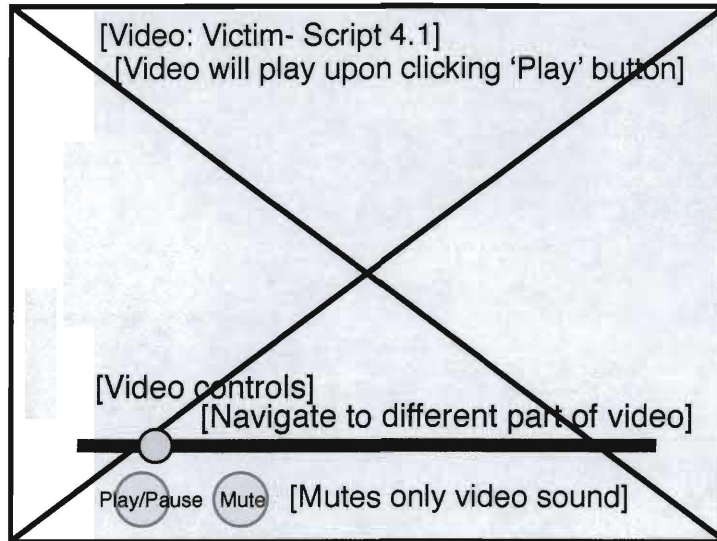 [Video: Victim- Script 4.1]
[Video will play upon clicking 'Play' button]
[Video controls]
[Navigate to different part of video]
Play/Pause Mute [Mutes only video sound]